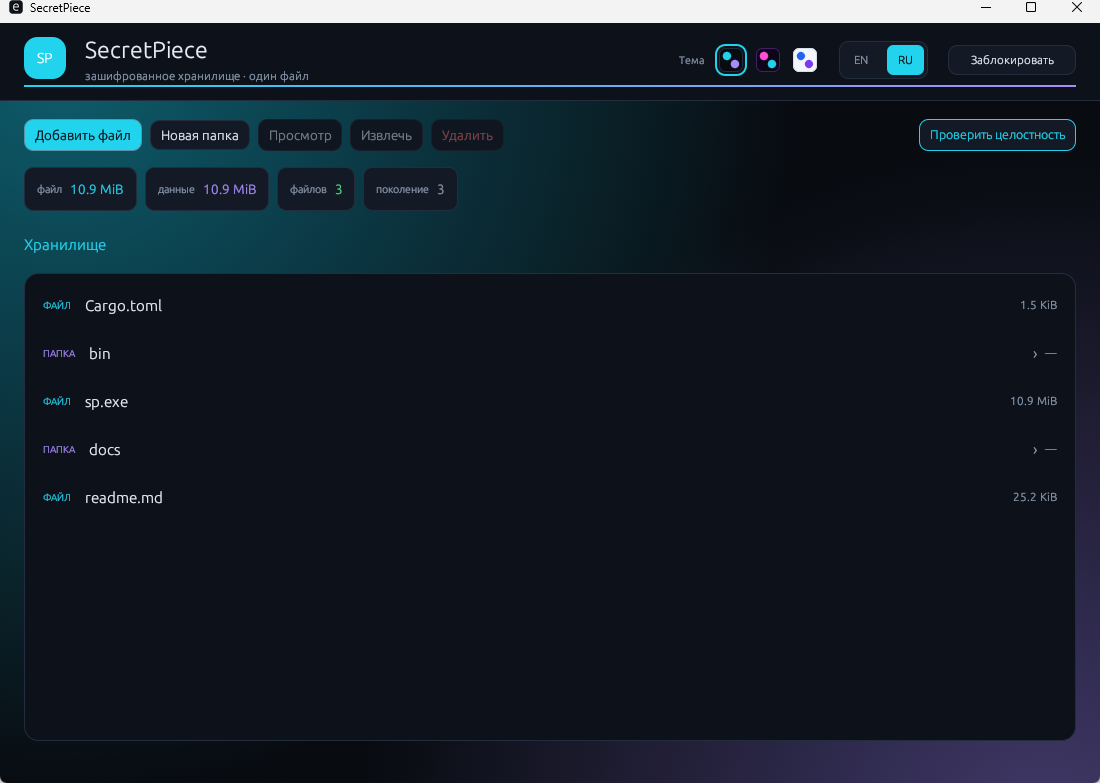 SecretPiece
SP
SecretPiece
зашифрованное хранилище · один файл
Тема
EN
RU
Заблокировать
Добавить файл
Новая папка
Просмотр
Извлечь
Удалить
Проверить целостность
файл 10.9 MiB
данные 10.9 MiB
файлов 3
поколение 3
Хранилище
ФАЙЛ Cargo.toml 1.5 KiB
ПАПКА bin › —
ФАЙЛ sp.exe 10.9 MiB
ПАПКА docs › —
ФАЙЛ readme.md 25.2 KiB